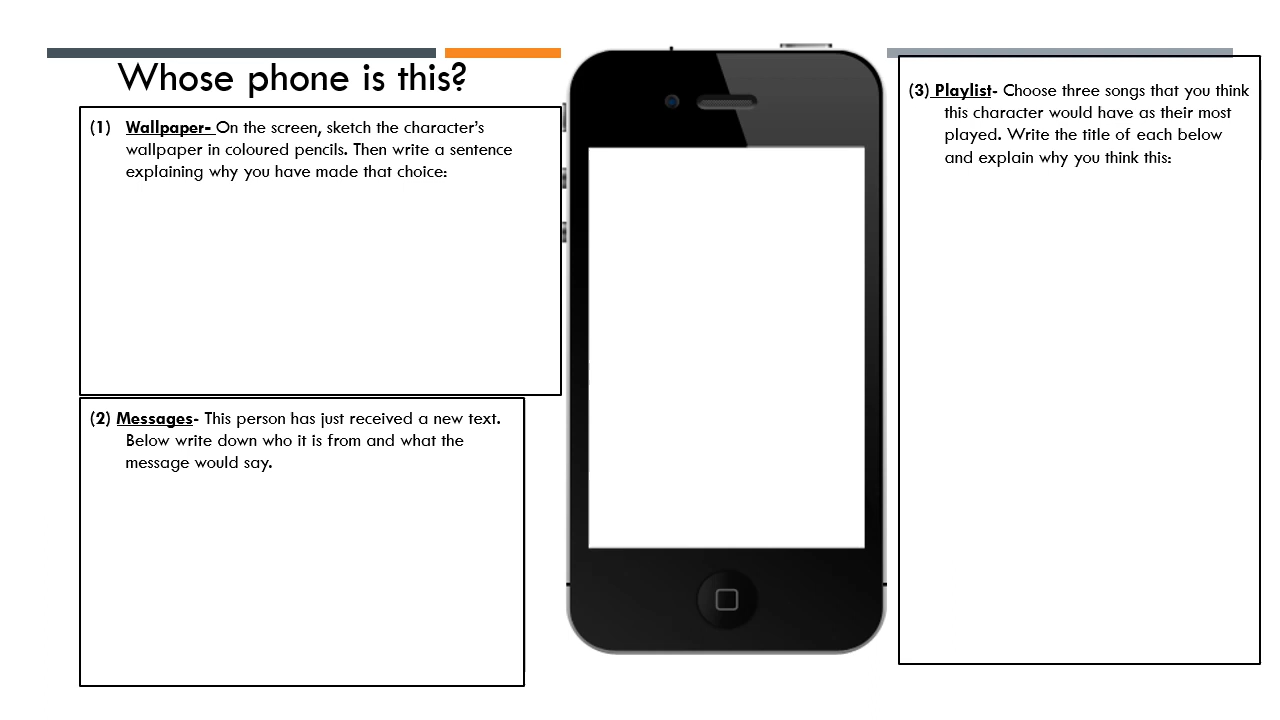 Whose phone is this?
(1) Wallpaper- On the screen, sketch the character’s
wallpaper in coloured pencils. Then write a sentence
explaining why you have made that choice:
(2) Messages- This person has just received a new text.
Below write down who it is from and what the
message would say.
(3) Playlist- Choose three songs that you think
this character would have as their most
played. Write the title of each below
and explain why you think this: